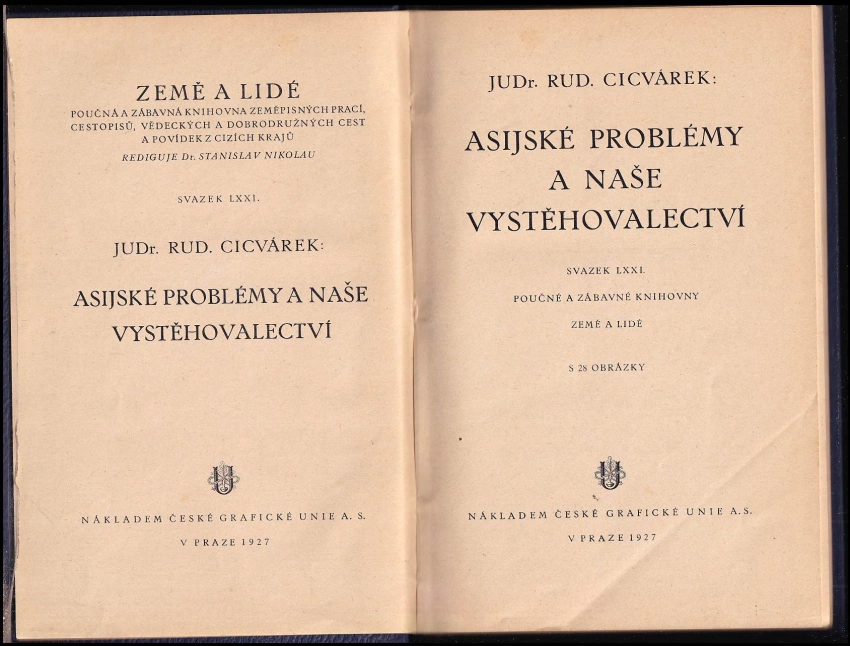 ZEMĚ A LIDÉ
POUČNÁ A ZÁBAVNÁ KNIHOVNA ZEMĚPISNÝCH PRACÍ,
CESTOPISŮ, VĚDECKÝCH A DOBRODRUŽNÝCH CEST
A POVÍDEK Z CIZÍCH KRAJŮ
REDIGUJE Dr. STANISLAV NIKOLAU
SVAZEK LXXI.
JUDr. RUD. CICVÁREK:
ASIJSKÉ PROBLÉMY A NAŠE
VYSTĚHOVALECTVÍ
NÁKLADEM ČESKÉ GRAFICKÉ UNIE A. S.
V PRAZE 1927
JUDr. RUD. CICVÁREK:
ASIJSKÉ PROBLÉMY
A NAŠE
VYSTĚHOVALECTVÍ
SVAZEK LXXI.
POUČNÉ A ZÁBAVNÉ KNIHOVNY
ZEMĚ A LIDÉ
S 28 OBRÁZKY
NÁKLADEM ČESKÉ GRAFICKÉ UNIE A. S.
V PRAZE 1927